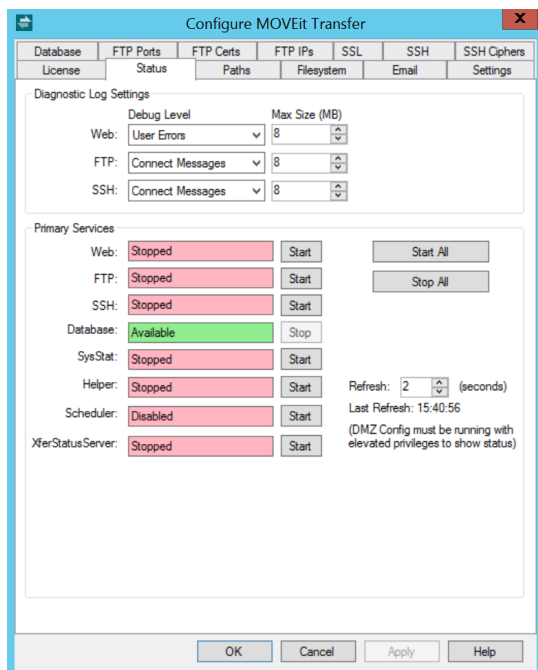 Configure MOVEit Transfer
X
Database FTP Ports FTP Certs FTP IPs SSL SSH SSH Ciphers
License Status Paths Filesystem Email Settings
Diagnostic Log Settings
Debug Level Max Size (MB)
Web: User Errors 8
FTP: Connect Messages 8
SSH: Connect Messages 8
Primary Services
Web: Stopped Start Start All
FTP: Stopped Start Stop All
SSH: Stopped Start
Database: Available Stop
SysStat: Stopped Start
Helper: Stopped Start Refresh: 2 (seconds)
Scheduler: Disabled Start Last Refresh: 15:40:56
(DMZ Config must be running with
XferStatusServer: Stopped Start elevated privileges to show status)
OK Cancel Apply Help